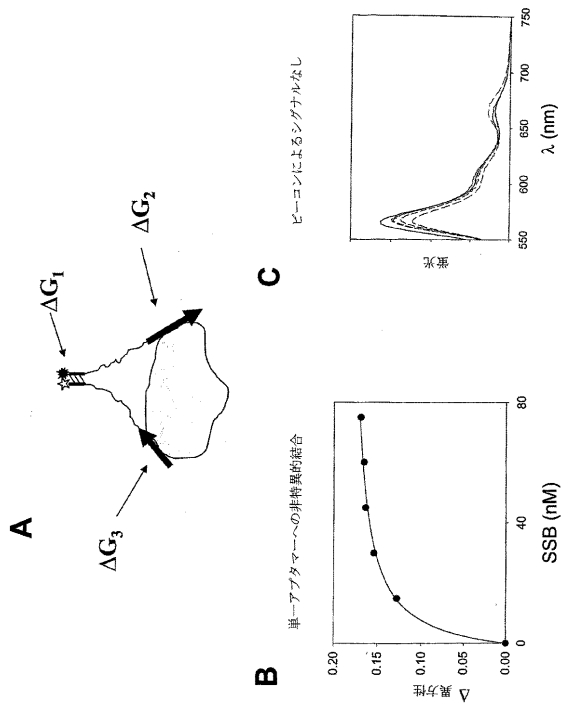 A
ΔG1
ΔG2
ΔG3
B
単一アプタマーへの非特異的結合
Δ 異方性
0.20
0.15
0.10
0.05
0.00
0
40
80
SSB (nM)
C
ビーコンによるシグナルなし
蛍光
550
600
650
700
750
λ (nm)